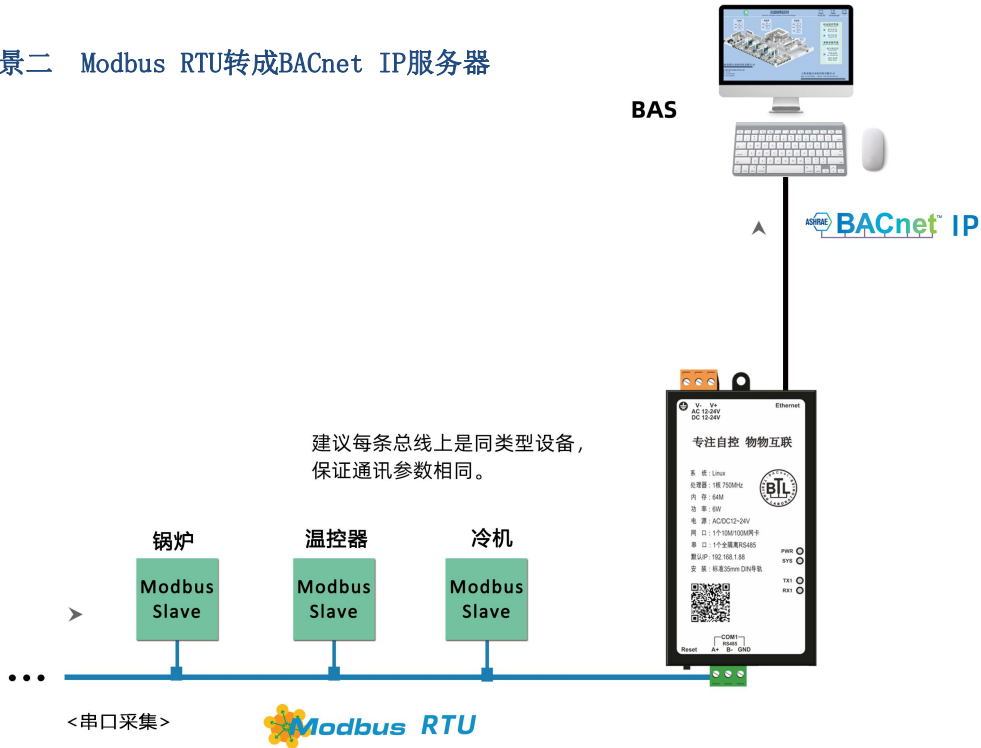 景二 Modbus RTU转成BACnet IP服务器
BAS
ASHRAE BACnet™ IP
建议每条总线上是同类型设备,
保证通讯参数相同。
V- V+
AC 12-24V
DC 12-24V
Ethernet
专注自控 物物互联
系 统：Linux
处理器：1核 750MHz
内 存：64M
功 率：6W
电 源：AC/DC12~24V
网 口：1个10M/100M网卡
串 口：1个全隔离RS485
默认IP：192.168.1.88
安 装：标准35mm DIN导轨
BTL
PWR
SYS
TX1
RX1
COM1
RS485
Reset A+ B- GND
锅炉 温控器 冷机
Modbus Slave
Modbus Slave
Modbus Slave
<串口采集>
Modbus RTU